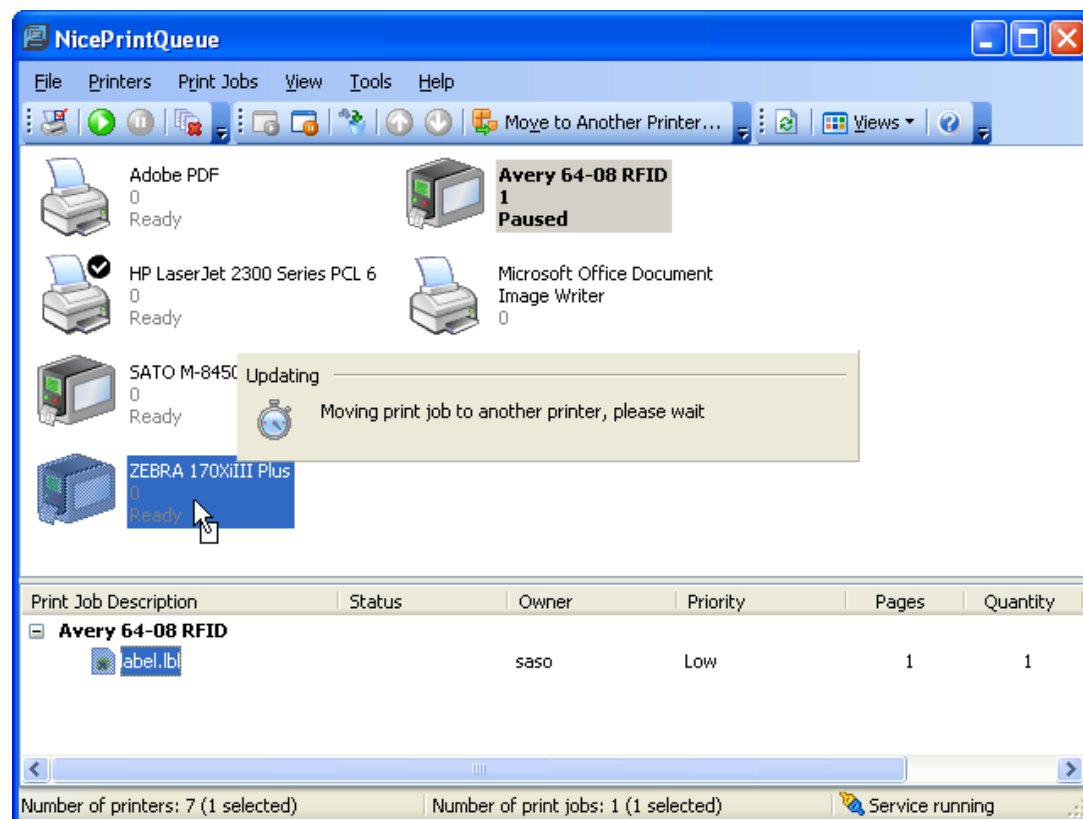 NicePrintQueue
File Printers Print Jobs View Tools Help
Move to Another Printer... Views
Adobe PDF
0
Ready
Avery 64-08 RFID
1
Paused
HP LaserJet 2300 Series PCL 6
0
Ready
Microsoft Office Document
Image Writer
0
SATO M-8450
0
Ready
Updating
Moving print job to another printer, please wait
ZEBRA 170XiIII Plus
0
Ready
Print Job Description Status Owner Priority Pages Quantity
Avery 64-08 RFID
label.lbl saso Low 1 1
Number of printers: 7 (1 selected) Number of print jobs: 1 (1 selected) Service running